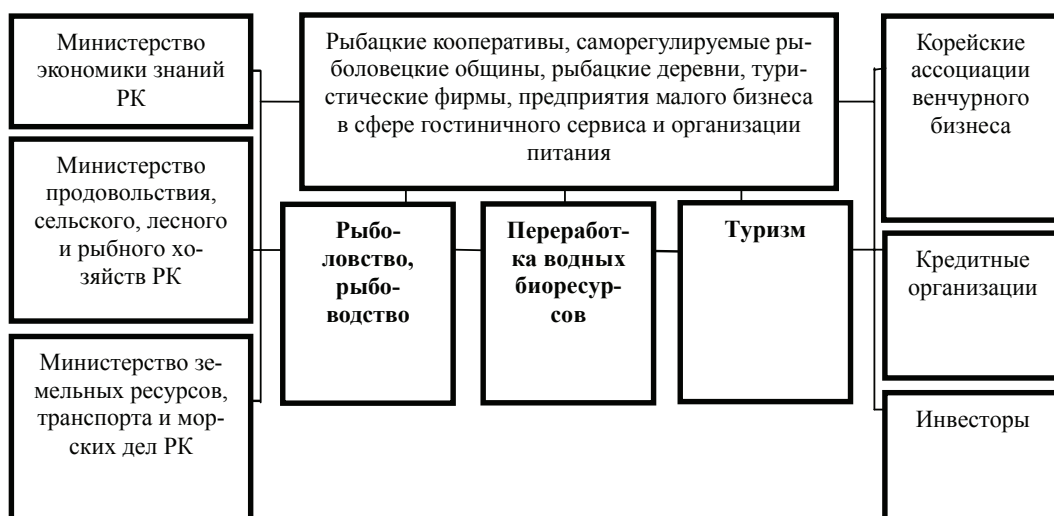 Министерство
экономики знаний
РК
Министерство
продовольствия,
сельского, лесного
и рыбного хо-
зяйств РК
Министерство зе-
мельных ресурсов,
транспорта и мор-
ских дел РК
Рыбацкие кооперативы, саморегулируемые ры-
боловецкие общины, рыбацкие деревни, тури-
стические фирмы, предприятия малого бизнеса
в сфере гостиничного сервиса и организации
питания
Рыбо-
ловство,
рыбо-
водство
Переработ-
ка водных
биоресур-
сов
Туризм
Корейские
ассоциации
венчурного
бизнеса
Кредитные
организации
Инвесторы